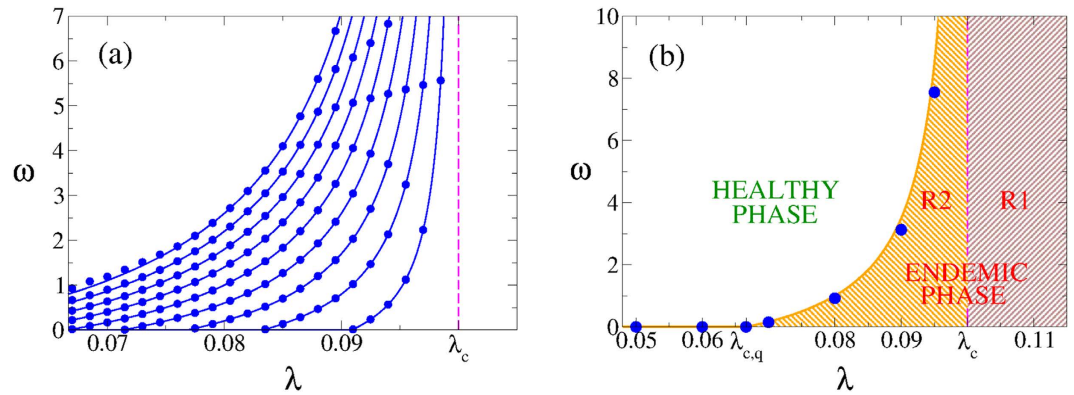 (a)
7
6
5
4
3
2
1
0
ω
0.07 0.08 0.09 λc
λ
(b)
10
8
6
4
2
0
ω
HEALTHY
PHASE
R2
R1
ENDEMIC
PHASE
0.05 0.06 λc,q 0.08 0.09 λc 0.11
λ